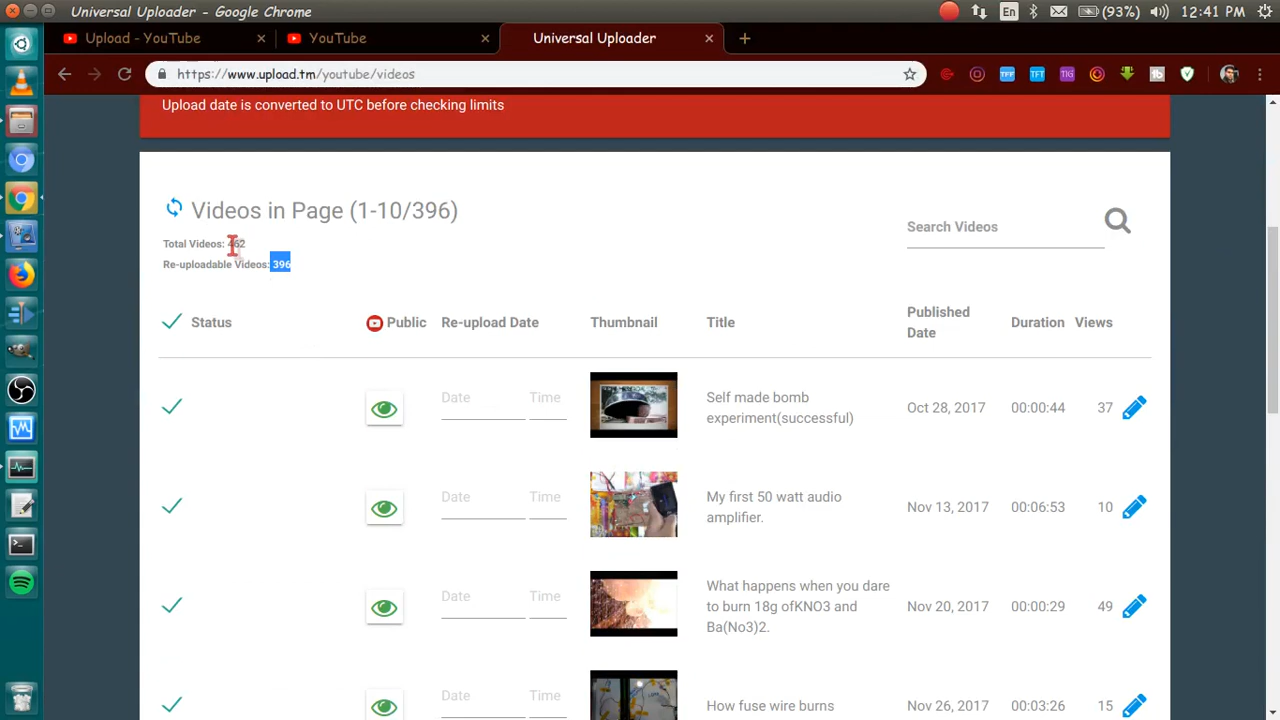 Universal Uploader - Google Chrome
En
(93%)
12:41 PM
Upload - YouTube
YouTube
Universal Uploader
https://www.upload.tm/youtube/videos
TFF
TFT
TIG
Upload date is converted to UTC before checking limits
Videos in Page (1-10/396)
Search Videos
Total Videos: 462
Re-uploadable Videos: 396
Status
Public
Re-upload Date
Thumbnail
Title
Published
Date
Duration
Views
Date
Time
Self made bomb
experiment(successful)
Oct 28, 2017
00:00:44
37
Date
Time
My first 50 watt audio
amplifier.
Nov 13, 2017
00:06:53
10
Date
Time
What happens when you dare
to burn 18g ofKNO3 and
Ba(No3)2.
Nov 20, 2017
00:00:29
49
Date
Time
How fuse wire burns
Nov 26, 2017
00:03:26
15